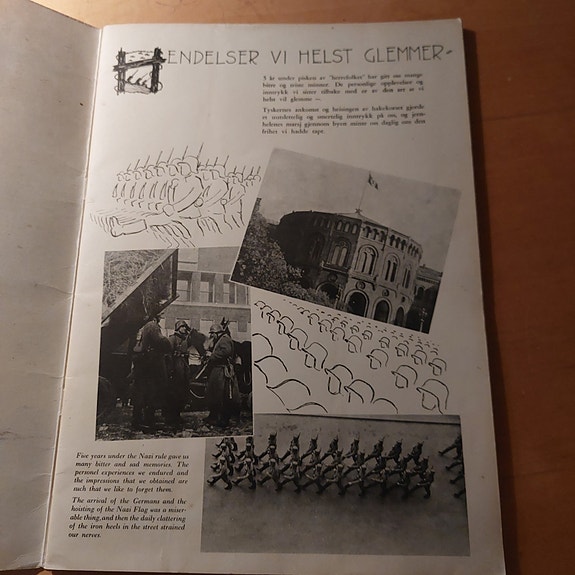 HENDELSER VI HELST GLEMMER-
5 år under pisken av "herrefolket" har gitt oss mange
bitre og triste minner. De personlige opplevelser og
inntrykk vi sitter tilbake med er av den art vi
helst vil glemme —.
Tyskernes ankomst og heisingen av hakekorset gjorde
et uutslettelig og smertelig inntrykk på oss, og jern-
helenes marsj gjennom byen minnet oss daglig om den
frihet vi hadde tapt.
Five years under the Nazi rule gave us
many bitter and sad memories. The
personel experiences we endured and
the impressions that we obtained are
such that we like to forget them.
The arrival of the Germans and the
hoisting of the Nazi Flag was a miser-
able thing, and then the daily clattering
of the iron heels in the street strained
our nerves.